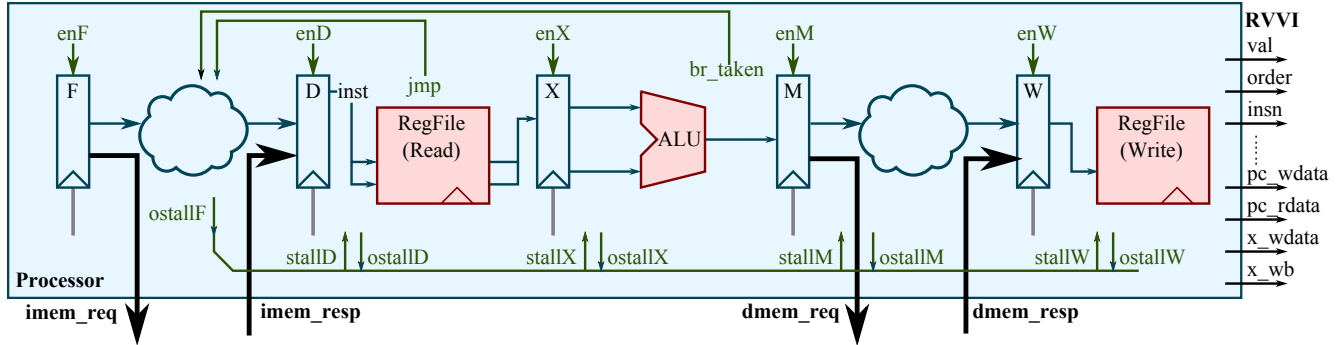 RVVI
enF
enD
enX
enM
enW
val
F
D
inst
jmp
X
br_taken
M
W
order
insn
RegFile
(Read)
ALU
RegFile
(Write)
pc_wdata
pc_rdata
x_wdata
x_wb
ostallF
stallD
ostallD
stallX
ostallX
stallM
ostallM
stallW
ostallW
Processor
imem_req
imem_resp
dmem_req
dmem_resp